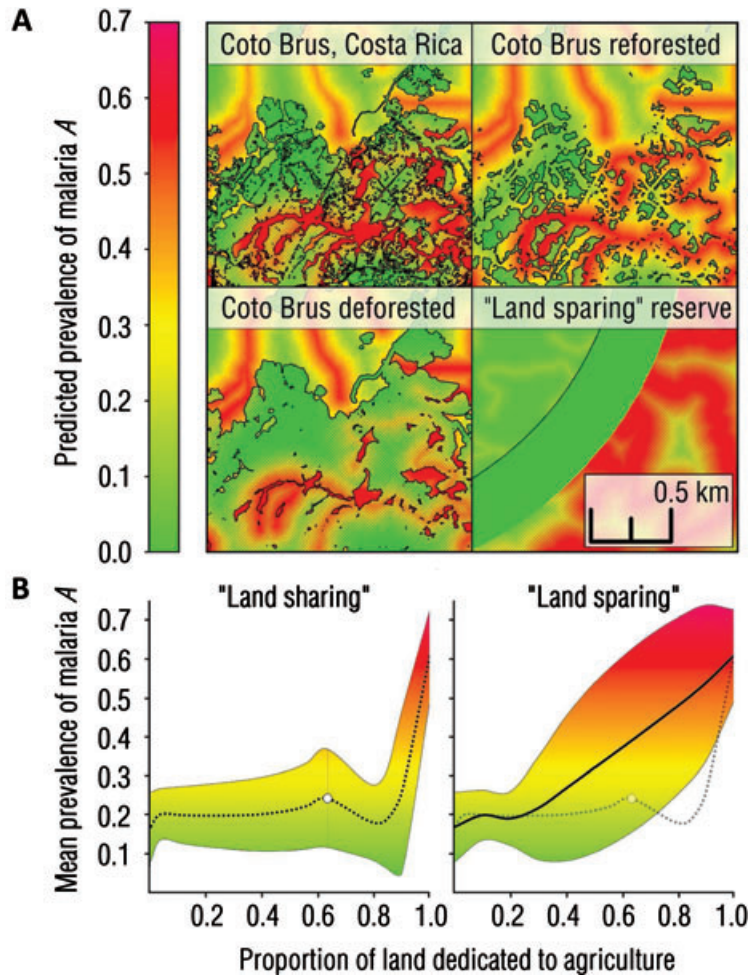 A
Predicted prevalence of malaria A
0.7
0.6
0.5
0.4
0.3
0.2
0.1
0.0
Coto Brus, Costa Rica
Coto Brus reforested
Coto Brus deforested
"Land sparing" reserve
0.5 km
B
"Land sharing"
"Land sparing"
Mean prevalence of malaria A
0.7
0.6
0.5
0.4
0.3
0.2
0.1
0.2 0.4 0.6 0.8 1.0
0.2 0.4 0.6 0.8 1.0
Proportion of land dedicated to agriculture